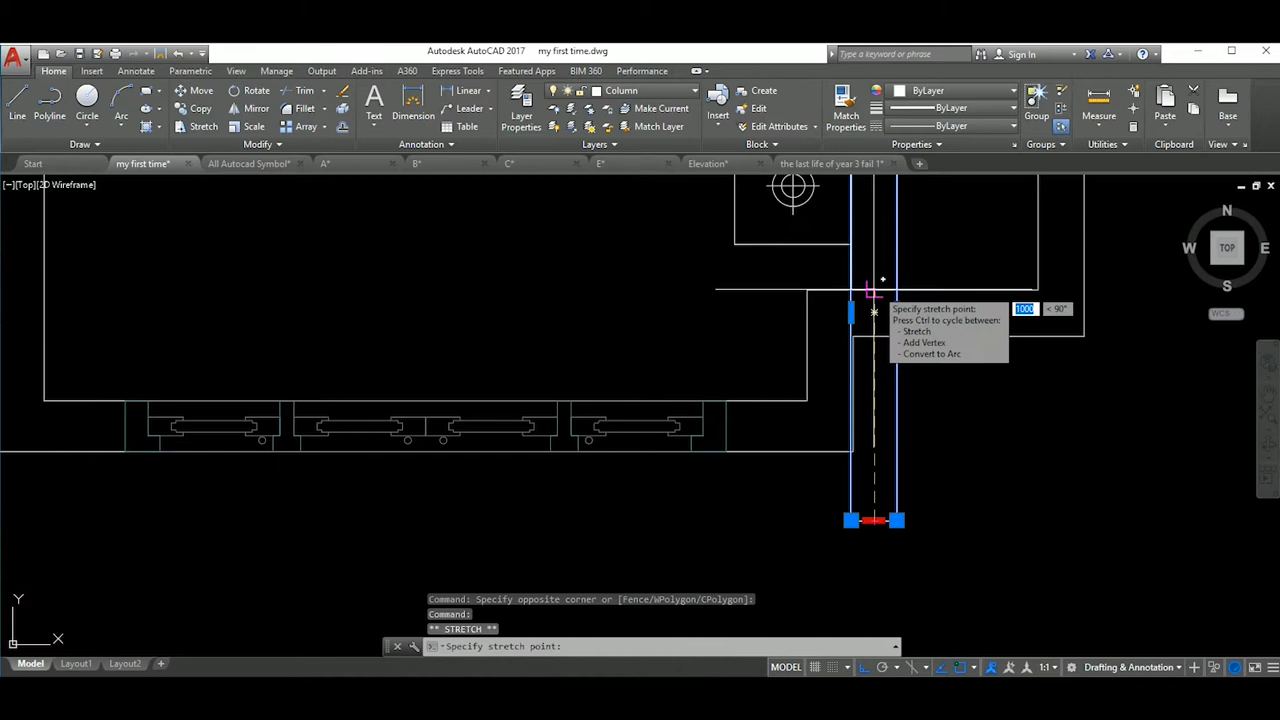 Autodesk AutoCAD 2017 my first time.dwg
Type a keyword or phrase
Sign In
Home Insert Annotate Parametric View Manage Output Add-ins A360 Express Tools Featured Apps BIM 360 Performance
Line Polyline Circle Arc
Move Rotate Trim
Copy Mirror Fillet
Stretch Scale Array
Text Dimension
Linear
Leader
Table
Layer Properties
Column
Make Current
Match Layer
Insert
Create
Edit
Edit Attributes
Match Properties
ByLayer
ByLayer
ByLayer
Group
Measure
Paste
Base
Draw Modify Annotation Layers Block Properties Groups Utilities Clipboard View
Start my first time* All Autocad Symbol* A* B* C* E* Elevation* the last life of year 3 fail 1*
[−][Top][2D Wireframe]
N
W TOP E
S
WCS
Specify stretch point: 1000 < 90°
Press Ctrl to cycle between:
- Stretch
- Add Vertex
- Convert to Arc
Y
X
Command: Specify opposite corner or [Fence/WPolygon/CPolygon]:
Command:
** STRETCH **
Specify stretch point:
Model Layout1 Layout2
MODEL 1:1 Drafting & Annotation